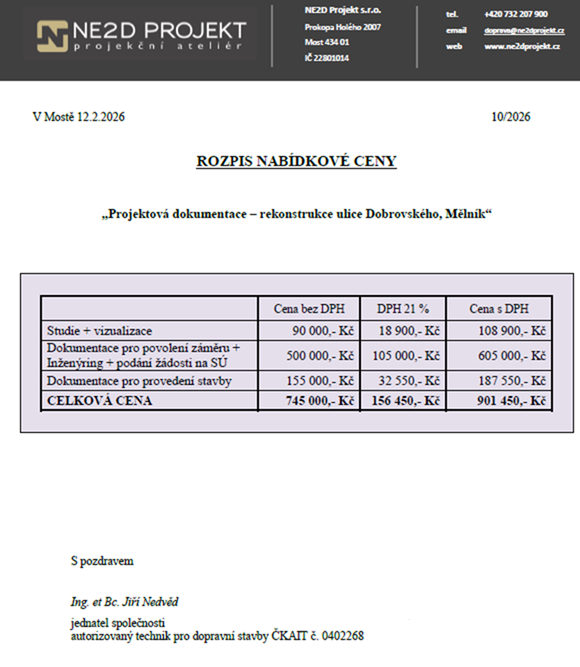 NE2D PROJEKT
projekční ateliér
NE2D Projekt s.r.o.
Prokopa Holého 2007
Most 434 01
IČ 22801014
tel. +420 732 207 900
email doprava@ne2dprojekt.cz
web www.ne2dprojekt.cz
V Mostě 12.2.2026 10/2026
ROZPIS NABÍDKOVÉ CENY
„Projektová dokumentace – rekonstrukce ulice Dobrovského, Mělník“
Cena bez DPH DPH 21 % Cena s DPH
Studie + vizualizace 90 000,- Kč 18 900,- Kč 108 900,- Kč
Dokumentace pro povolení záměru +
Inženýring + podání žádosti na SÚ 500 000,- Kč 105 000,- Kč 605 000,- Kč
Dokumentace pro provedení stavby 155 000,- Kč 32 550,- Kč 187 550,- Kč
CELKOVÁ CENA 745 000,- Kč 156 450,- Kč 901 450,- Kč
S pozdravem
Ing. et Bc. Jiří Nedvěd
jednatel společnosti
autorizovaný technik pro dopravní stavby ČKAIT č. 0402268